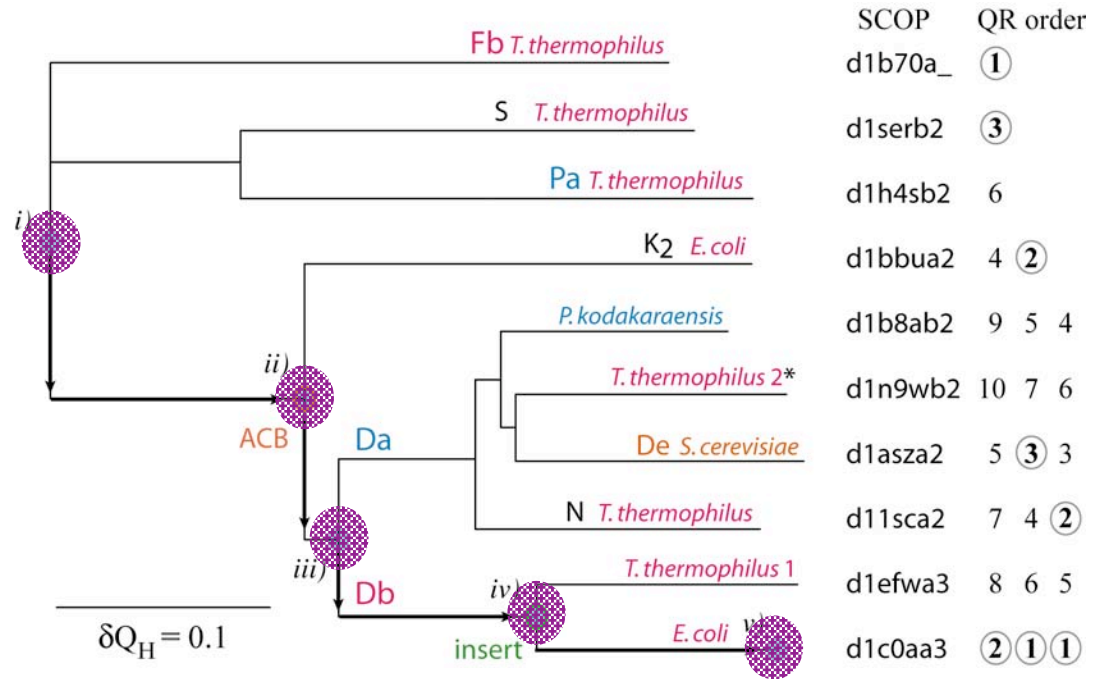 SCOP QR order
Fb T. thermophilus d1b70a_ 1
S T. thermophilus d1serb2 3
Pa T. thermophilus d1h4sb2 6
i)
K2 E. coli d1bbua2 4 2
P. kodakaraensis d1b8ab2 9 5 4
ii) T. thermophilus 2* d1n9wb2 10 7 6
ACB Da De S. cerevisiae d1asza2 5 3 3
N T. thermophilus d11sca2 7 4 2
iii) T. thermophilus 1 d1efwa3 8 6 5
Db iv)
δQH = 0.1 insert E. coli v) d1c0aa3 2 1 1